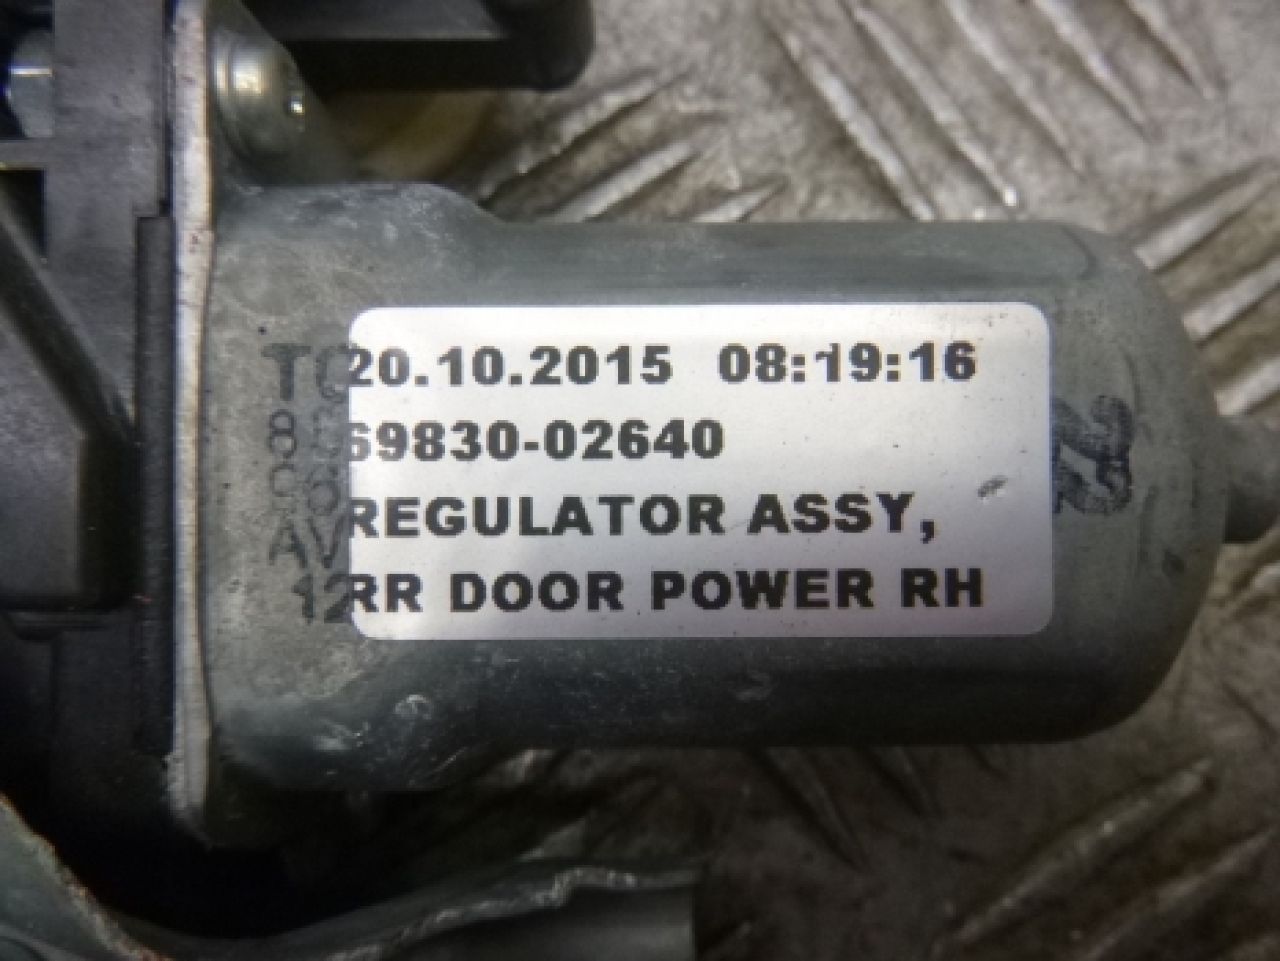 20.10.2015 08:19:16
69830-02640
REGULATOR ASSY,
RR DOOR POWER RH